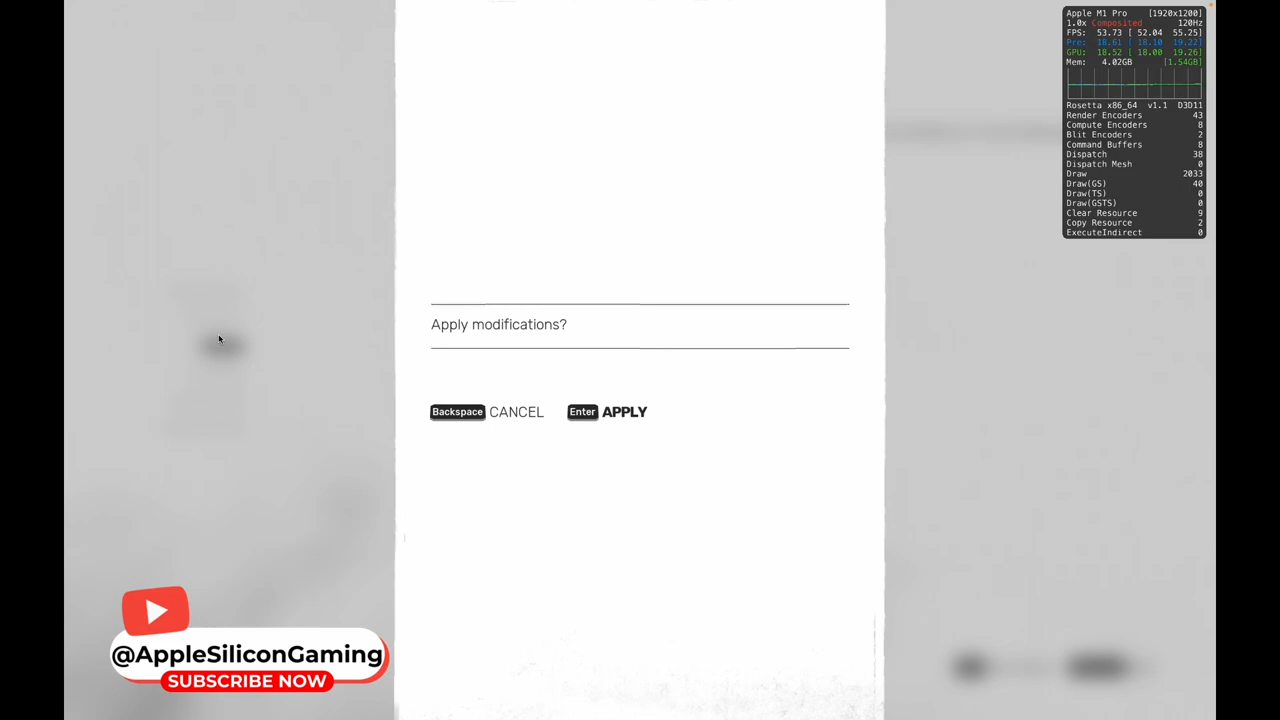 Apple M1 Pro [1920x1200]
1.0x Composited 120Hz
FPS: 53.73 [ 52.04 55.25]
Pre: 18.61 [ 18.10 19.22]
GPU: 18.52 [ 18.00 19.26]
Mem: 4.02GB [1.54GB]
Rosetta x86_64 v1.1 D3D11
Render Encoders 43
Compute Encoders 8
Blit Encoders 2
Command Buffers 8
Dispatch 38
Dispatch Mesh 0
Draw 2033
Draw(GS) 40
Draw(TS) 0
Draw(GSTS) 0
Clear Resource 9
Copy Resource 2
ExecuteIndirect 0
Apply modifications?
Backspace CANCEL Enter APPLY
@AppleSiliconGaming
SUBSCRIBE NOW